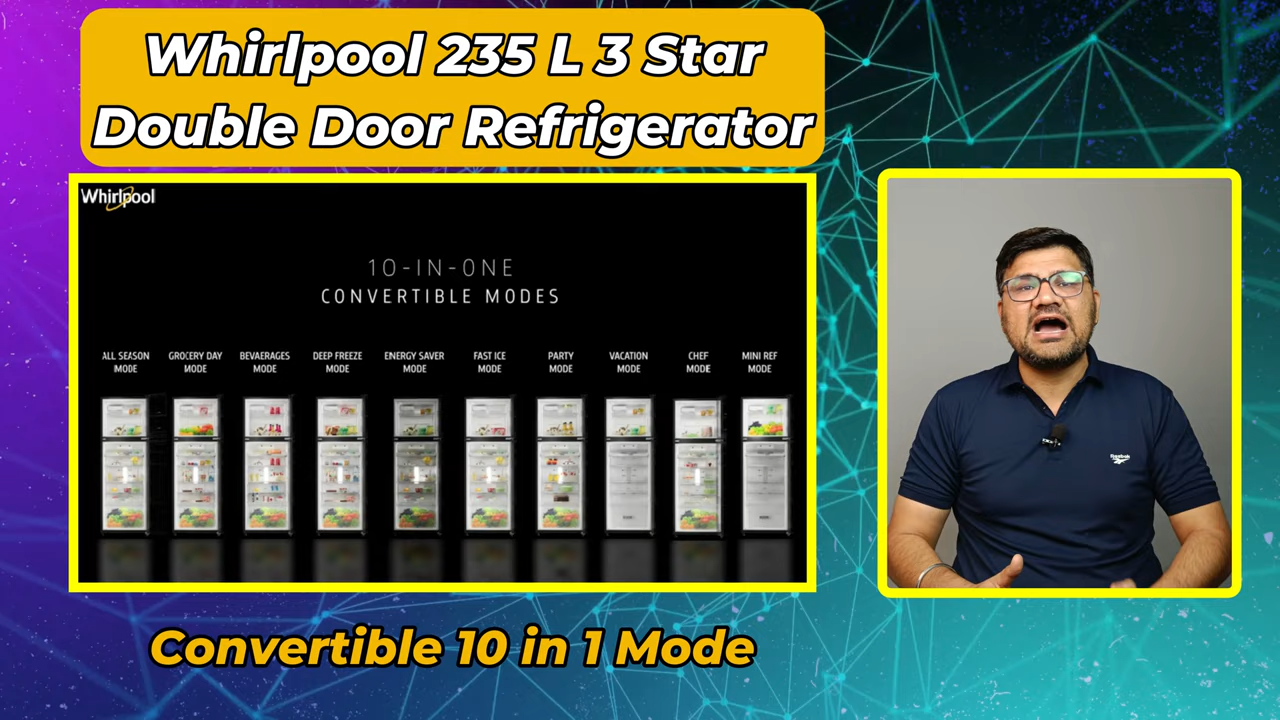 Whirlpool 235 L 3 Star
Double Door Refrigerator
Whirlpool
10-IN-ONE
CONVERTIBLE MODES
ALL SEASON MODE
GROCERY DAY MODE
BEVAERAGES MODE
DEEP FREEZE MODE
ENERGY SAVER MODE
FAST ICE MODE
PARTY MODE
VACATION MODE
CHEF MODE
MINI REF MODE
Reebok
Convertible 10 in 1 Mode